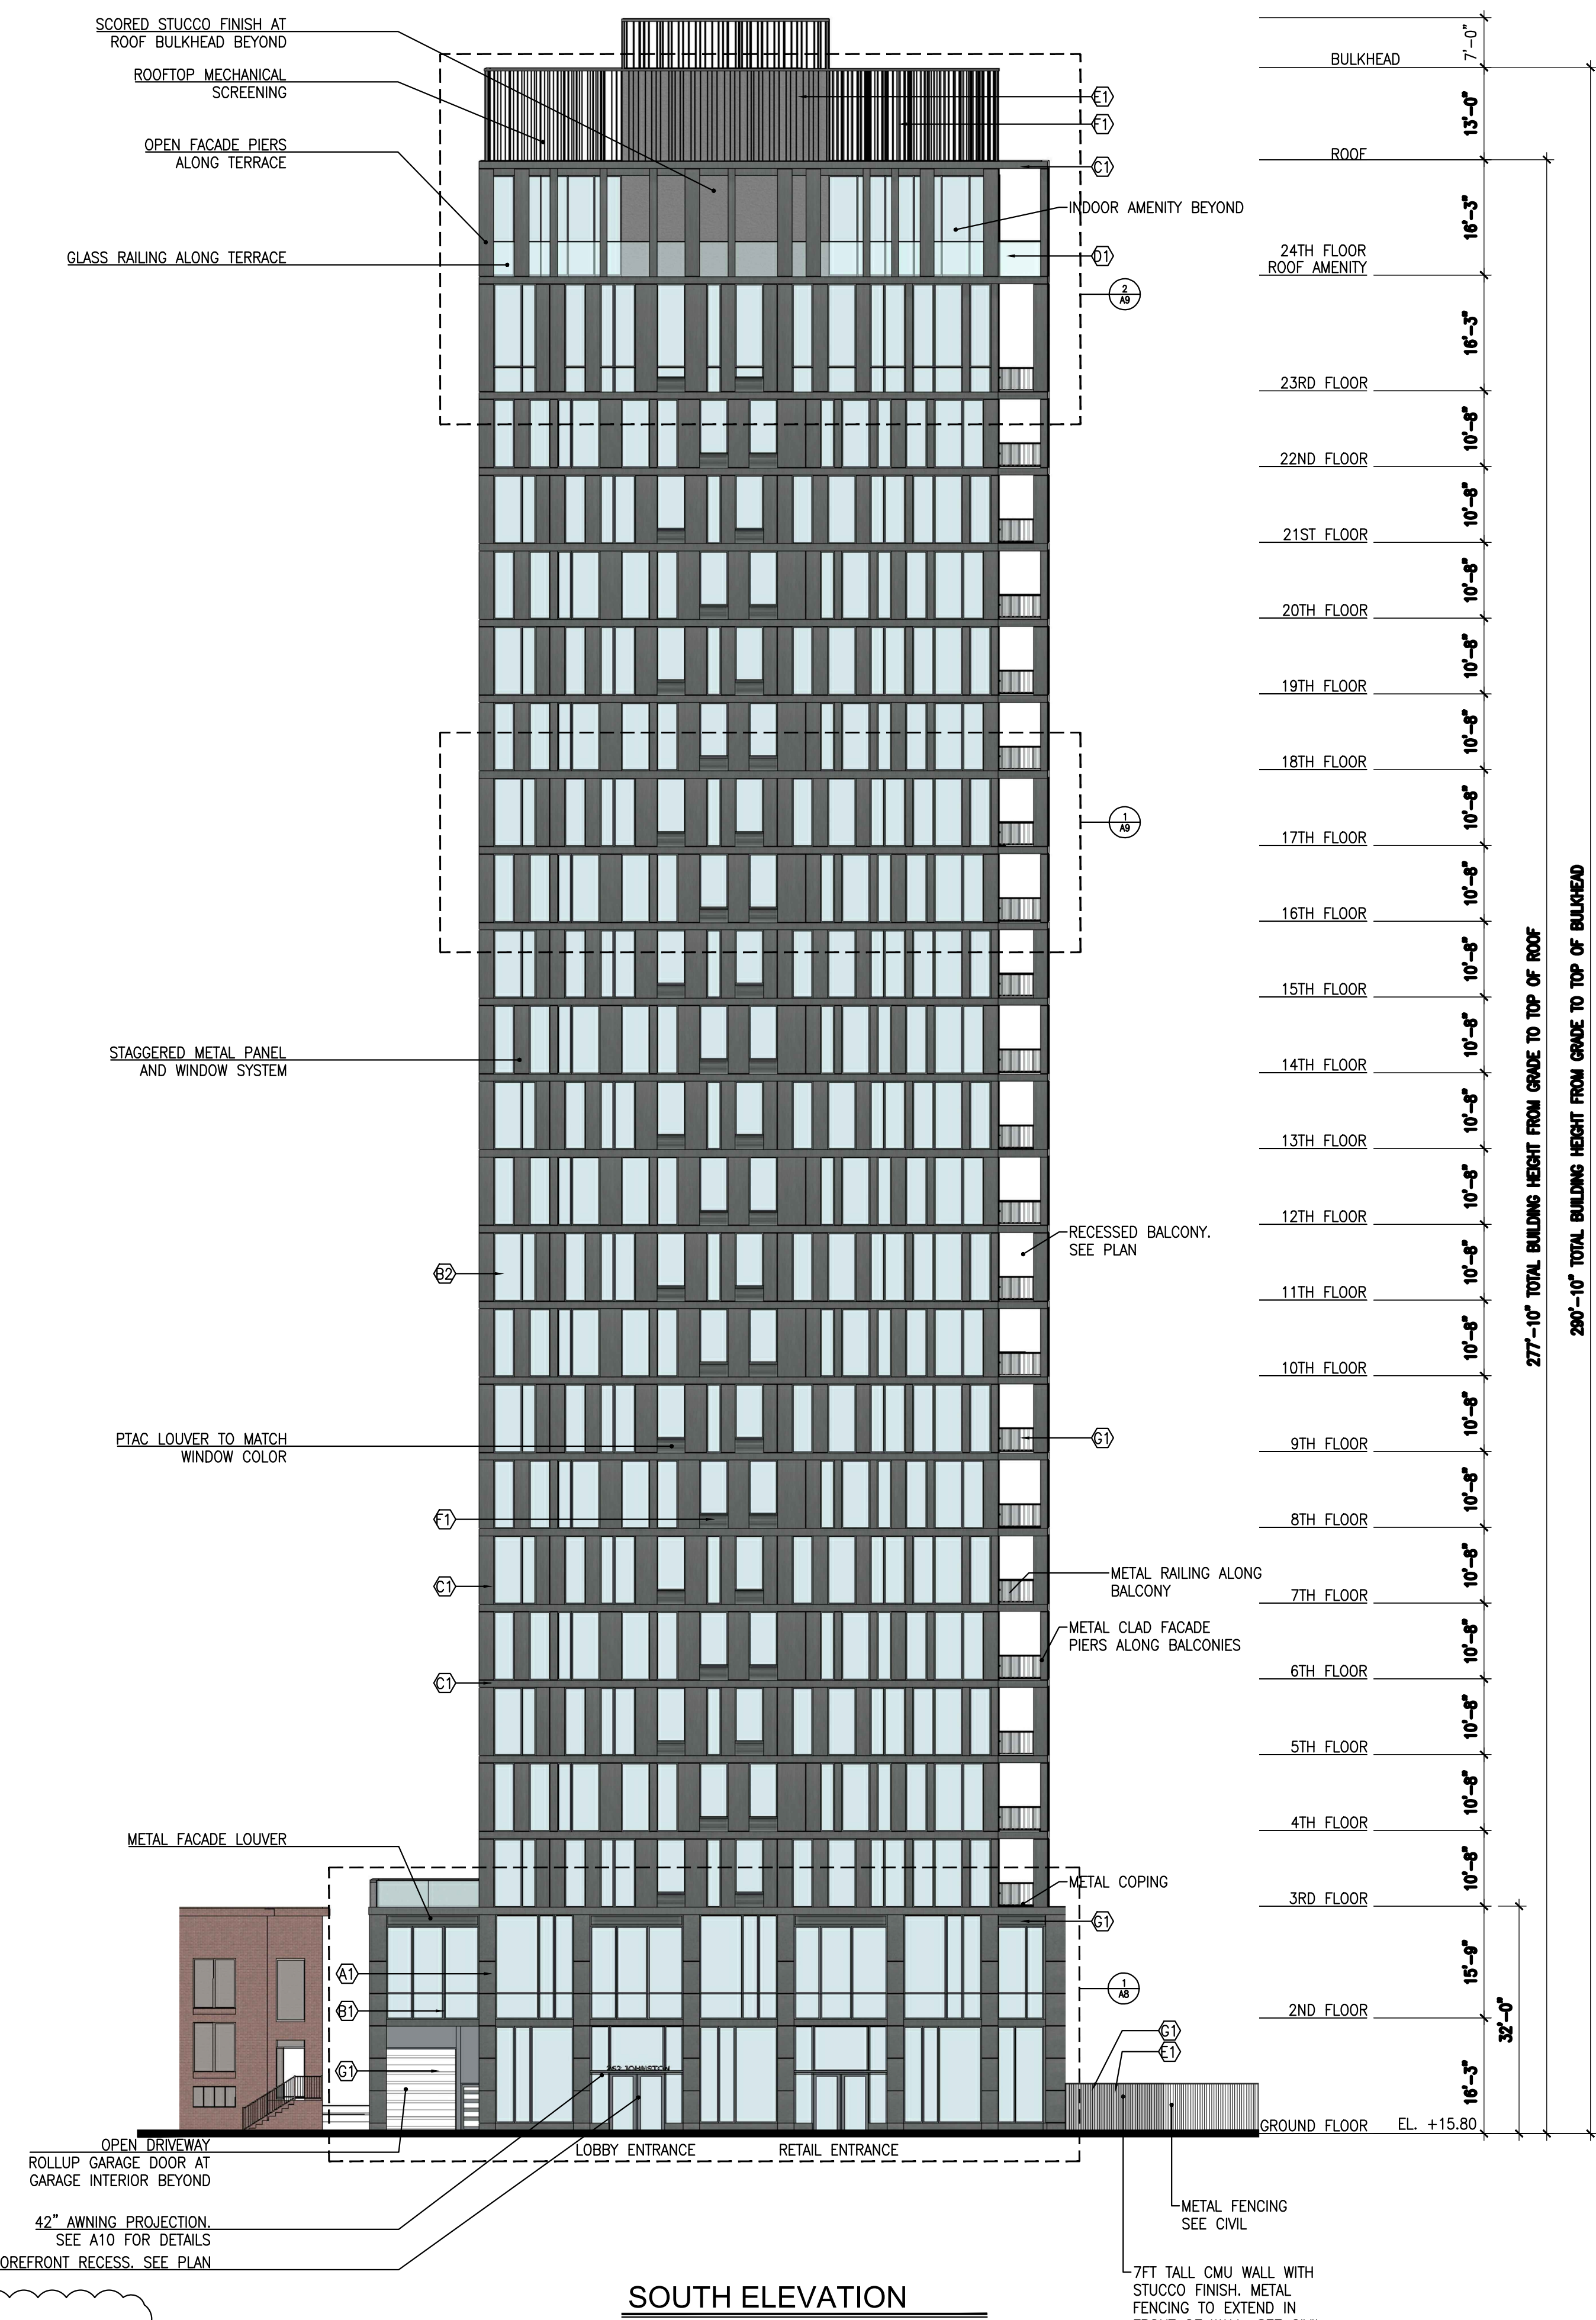 SCORED STUCCO FINISH AT
ROOF BULKHEAD BEYOND
ROOFTOP MECHANICAL
SCREENING
OPEN FACADE PIERS
ALONG TERRACE
GLASS RAILING ALONG TERRACE
STAGGERED METAL PANEL
AND WINDOW SYSTEM
B2
PTAC LOUVER TO MATCH
WINDOW COLOR
F1
C1
C1
METAL FACADE LOUVER
A1
B1
G1
OPEN DRIVEWAY
ROLLUP GARAGE DOOR AT
GARAGE INTERIOR BEYOND
42" AWNING PROJECTION.
SEE A10 FOR DETAILS
OREFRONT RECESS. SEE PLAN
LOBBY ENTRANCE
RETAIL ENTRANCE
E1
F1
C1
INDOOR AMENITY BEYOND
D1
2
A9
1
A9
RECESSED BALCONY.
SEE PLAN
G1
METAL RAILING ALONG
BALCONY
METAL CLAD FACADE
PIERS ALONG BALCONIES
METAL COPING
G1
1
A8
G1
E1
METAL FENCING
SEE CIVIL
7FT TALL CMU WALL WITH
STUCCO FINISH. METAL
FENCING TO EXTEND IN
7'-0"
BULKHEAD
13'-0"
ROOF
16'-3"
24TH FLOOR
ROOF AMENITY
16'-3"
23RD FLOOR
10'-8"
22ND FLOOR
10'-8"
21ST FLOOR
10'-8"
20TH FLOOR
10'-8"
19TH FLOOR
10'-8"
18TH FLOOR
10'-8"
17TH FLOOR
10'-8"
16TH FLOOR
10'-8"
15TH FLOOR
10'-8"
14TH FLOOR
10'-8"
13TH FLOOR
10'-8"
12TH FLOOR
10'-8"
11TH FLOOR
10'-8"
10TH FLOOR
10'-8"
9TH FLOOR
10'-8"
8TH FLOOR
10'-8"
7TH FLOOR
10'-8"
6TH FLOOR
10'-8"
5TH FLOOR
10'-8"
4TH FLOOR
10'-8"
3RD FLOOR
15'-9"
2ND FLOOR
16'-3"
GROUND FLOOR EL. +15.80
32'-0"
277'-10" TOTAL BUILDING HEIGHT FROM GRADE TO TOP OF ROOF
290'-10" TOTAL BUILDING HEIGHT FROM GRADE TO TOP OF BULKHEAD
SOUTH ELEVATION